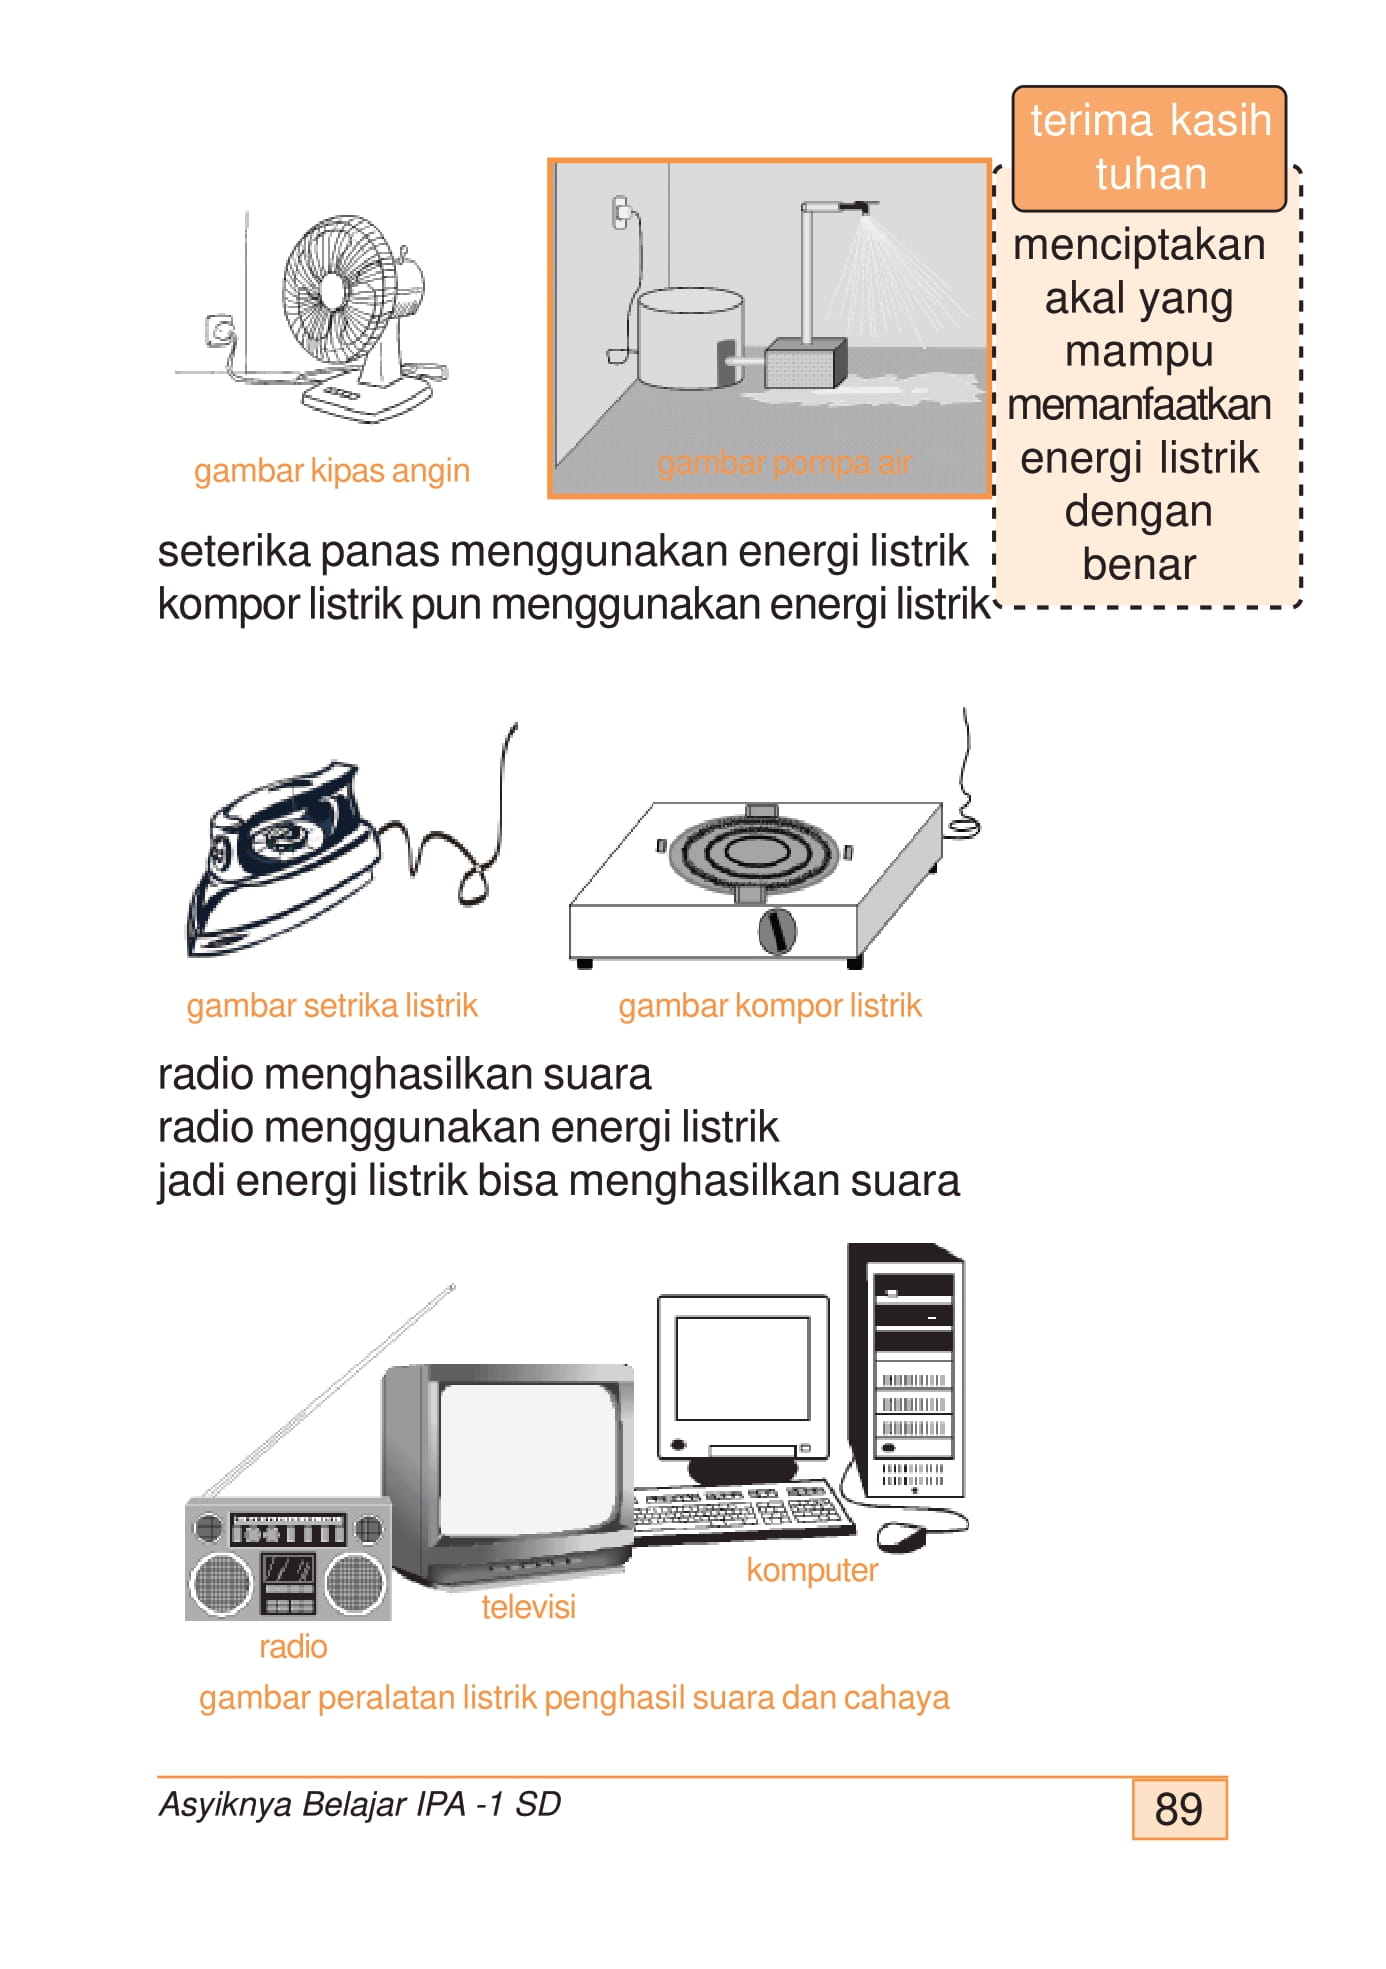 terima kasih
tuhan
menciptakan
akal yang
mampu
memanfaatkan
energi listrik
dengan
benar
gambar kipas angin
gambar pompa air
seterika panas menggunakan energi listrik
kompor listrik pun menggunakan energi listrik
gambar setrika listrik
gambar kompor listrik
radio menghasilkan suara
radio menggunakan energi listrik
jadi energi listrik bisa menghasilkan suara
komputer
televisi
radio
gambar peralatan listrik penghasil suara dan cahaya
Asyiknya Belajar IPA -1 SD
89